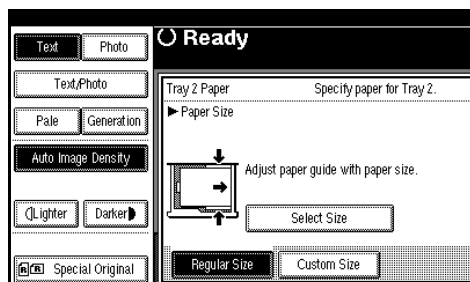 Text Photo
Text/Photo
Pale Generation
Auto Image Density
Lighter Darker
Special Original
Ready
Tray 2 Paper Specify paper for Tray 2.
Paper Size
Adjust paper guide with paper size.
Select Size
Regular Size Custom Size